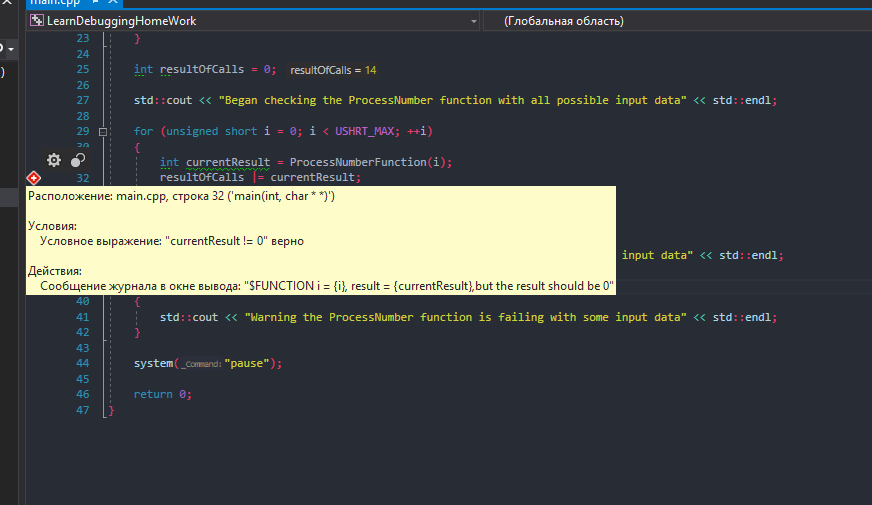 main.cpp
LearnDebuggingHomeWork (Глобальная область)
23 }
24
25 int resultOfCalls = 0; resultOfCalls = 14
26
27 std::cout << "Began checking the ProcessNumber function with all possible input data" << std::endl;
28
29 for (unsigned short i = 0; i < USHRT_MAX; ++i)
{
int currentResult = ProcessNumberFunction(i);
32 resultOfCalls |= currentResult;
Расположение: main.cpp, строка 32 ('main(int, char * *)')
Условия:
Условное выражение: "currentResult != 0" верно
input data" << std::endl;
Действия:
Сообщение журнала в окне вывода: "$FUNCTION i = {i}, result = {currentResult},but the result should be 0"
40 {
41 std::cout << "Warning the ProcessNumber function is failing with some input data" << std::endl;
42 }
43
44 system(_Command: "pause");
45
46 return 0;
47 }